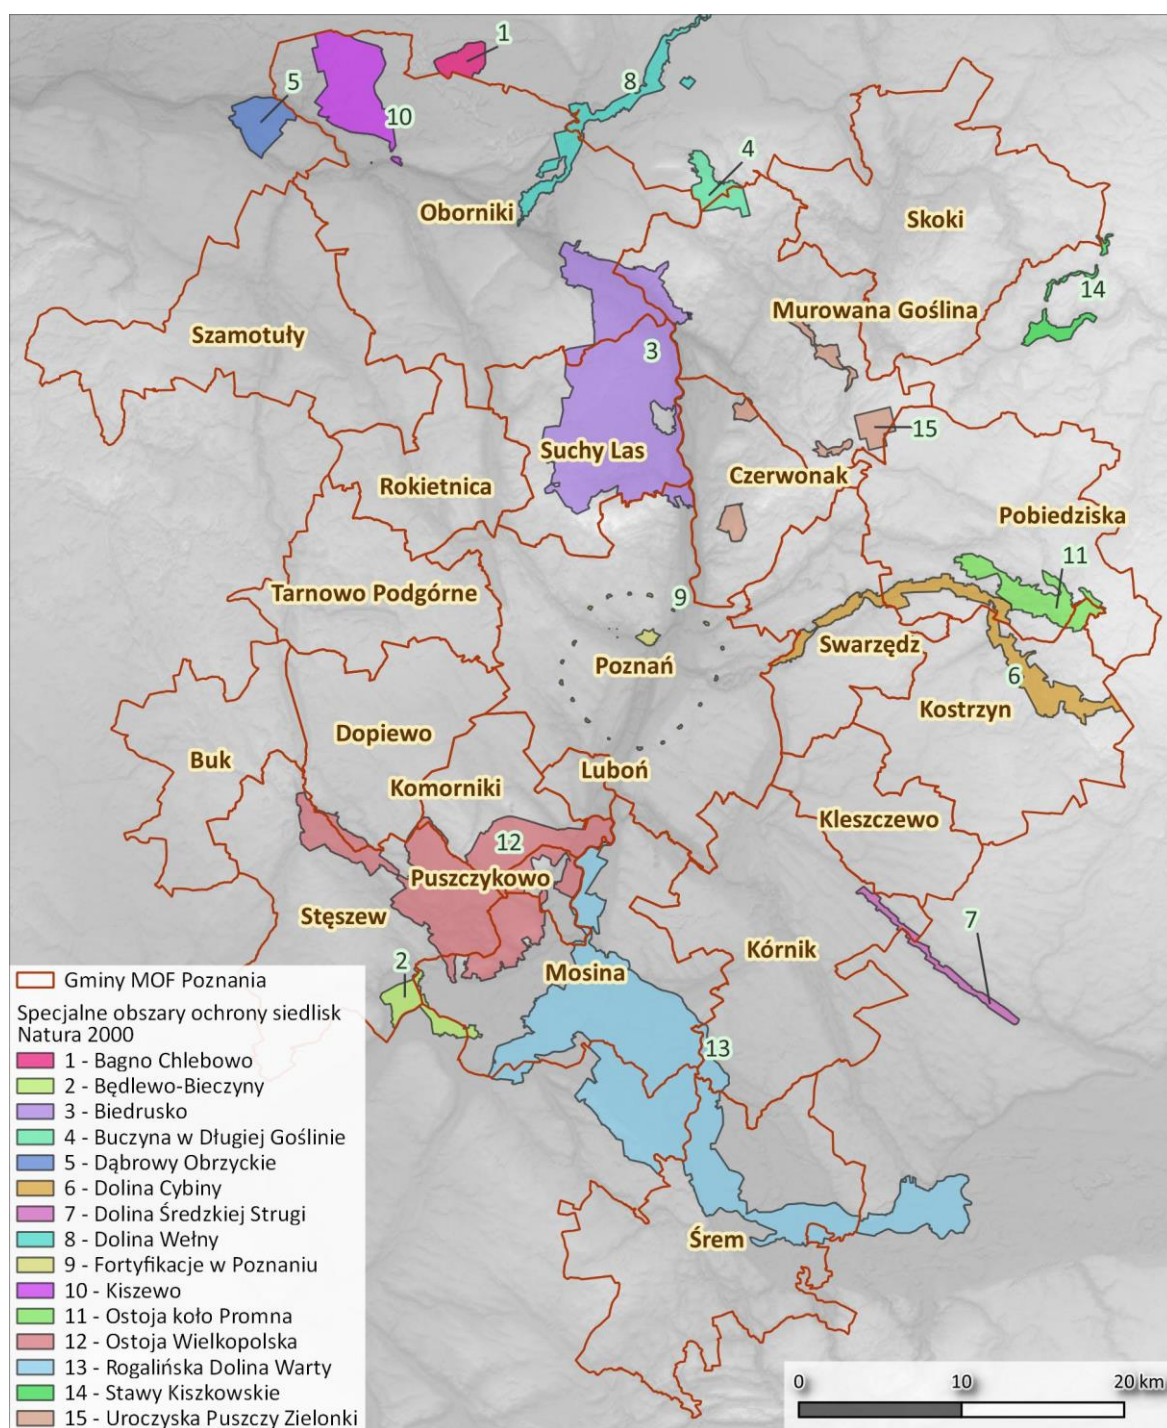 1
5
8
10
4
Oborniki
Skoki
14
Murowana Goślina
Szamotuły
3
15
Suchy Las
Czerwonak
Rokietnica
Pobiedziska
11
Tarnowo Podgórne
9
Swarzędz
Poznań
6
Kostrzyn
Dopiewo
Buk
Luboń
Komorniki
Kleszczewo
12
Puszczykowo
Stęszew
7
Kórnik
2
Mosina
13
Śrem
Gminy MOF Poznania
Specjalne obszary ochrony siedlisk
Natura 2000
1 - Bagno Chlebowo
2 - Będlewo-Bieczyny
3 - Biedrusko
4 - Buczyna w Długiej Goślinie
5 - Dąbrowy Obrzyckie
6 - Dolina Cybiny
7 - Dolina Średzkiej Strugi
8 - Dolina Wełny
9 - Fortyfikacje w Poznaniu
10 - Kiszewo
11 - Ostoja koło Promna
12 - Ostoja Wielkopolska
13 - Rogalińska Dolina Warty
14 - Stawy Kiszkowskie
15 - Uroczyska Puszczy Zielonki
0 10 20 km